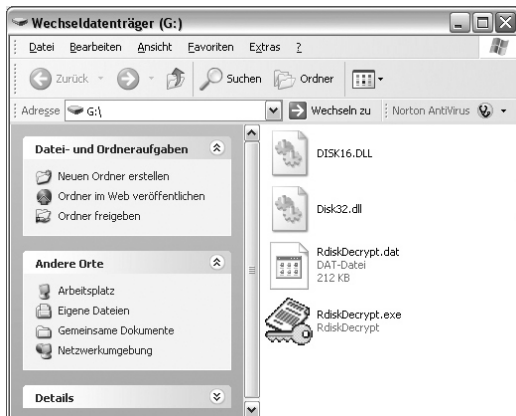 Wechseldatenträger (G:)
Datei Bearbeiten Ansicht Favoriten Extras ?
Zurück Suchen Ordner
Adresse G:\ Wechseln zu Norton AntiVirus
Datei- und Ordneraufgaben
Neuen Ordner erstellen
Ordner im Web veröffentlichen
Ordner freigeben
Andere Orte
Arbeitsplatz
Eigene Dateien
Gemeinsame Dokumente
Netzwerkumgebung
Details
DISK16.DLL
Disk32.dll
RdiskDecrypt.dat
DAT-Datei
212 KB
RdiskDecrypt.exe
RdiskDecrypt